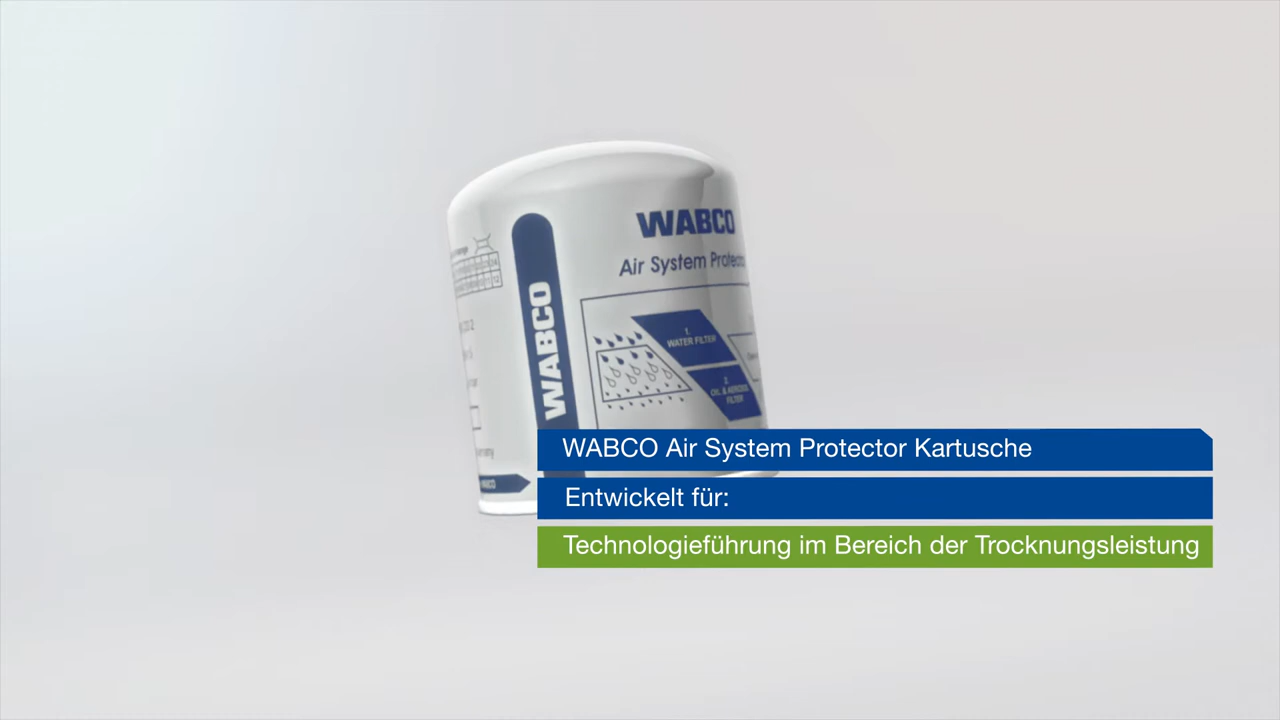 WABCO
Air System Protector
WABCO
1.
WATER FILTER
2.
OIL & AEROSOL
FILTER
WABCO Air System Protector Kartusche
Entwickelt für:
Technologieführung im Bereich der Trocknungsleistung